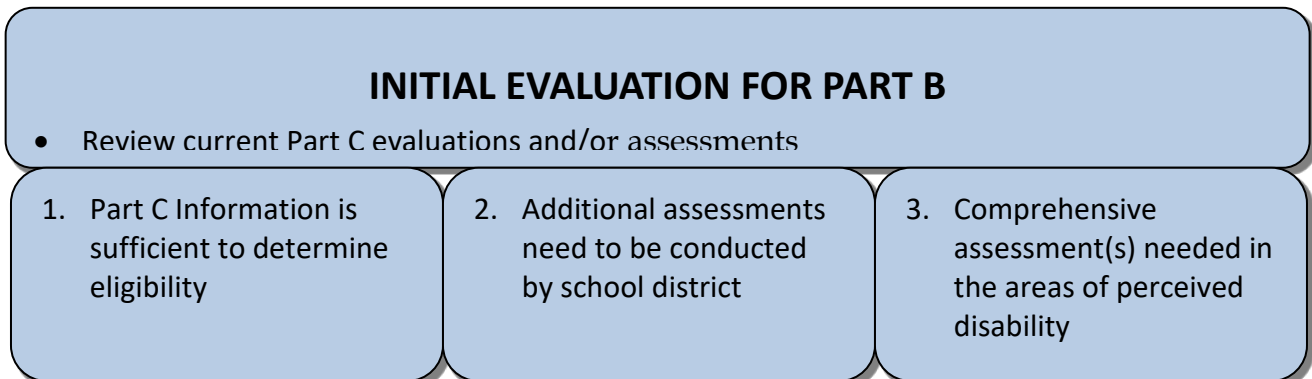 INITIAL EVALUATION FOR PART B
• Review current Part C evaluations and/or assessments
1. Part C Information is
sufficient to determine
eligibility
2. Additional assessments
need to be conducted
by school district
3. Comprehensive
assessment(s) needed in
the areas of perceived
disability